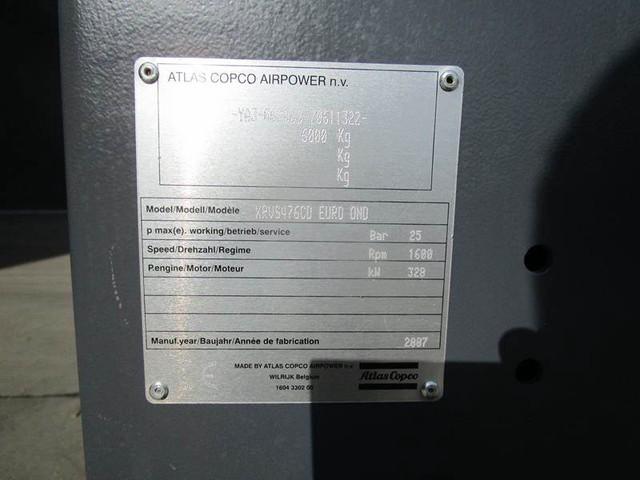 ATLAS COPCO AIRPOWER n.v.
6000 Kg
Kg
Kg
Model/Modell/Modèle XRVS476CD EURO DND
p max(e). working/betrieb/service Bar 25
Speed/Drehzahl/Regime Rpm 1600
P.engine/Motor/Moteur kW 328
Manuf.year/Baujahr/Année de fabrication 2007
MADE BY ATLAS COPCO AIRPOWER n.v.
WILRIJK Belgium
1604 3302 00
Atlas Copco